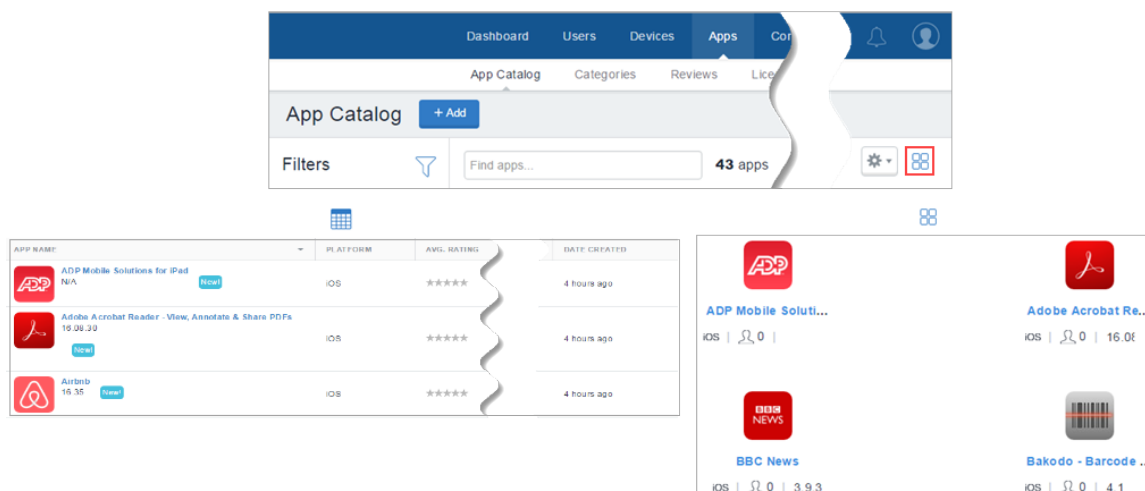 Dashboard Users Devices Apps Co
App Catalog Categories Reviews Lice
App Catalog + Add
Filters Find apps... 43 apps
APP NAME PLATFORM AVG. RATING DATE CREATED
ADP
ADP Mobile Solutions for iPad
N/A New! iOS 4 hours ago
Adobe Acrobat Reader - View, Annotate & Share PDFs
16.08.30
iOS 4 hours ago
New!
Airbnb
16.35 New! iOS 4 hours ago
ADP
ADP Mobile Soluti... Adobe Acrobat Re..
iOS | 0 | iOS | 0 | 16.08
BBC
NEWS
BBC News Bakodo - Barcode ..
iOS | 0 | 3.9.3 iOS | 0 | 4.1